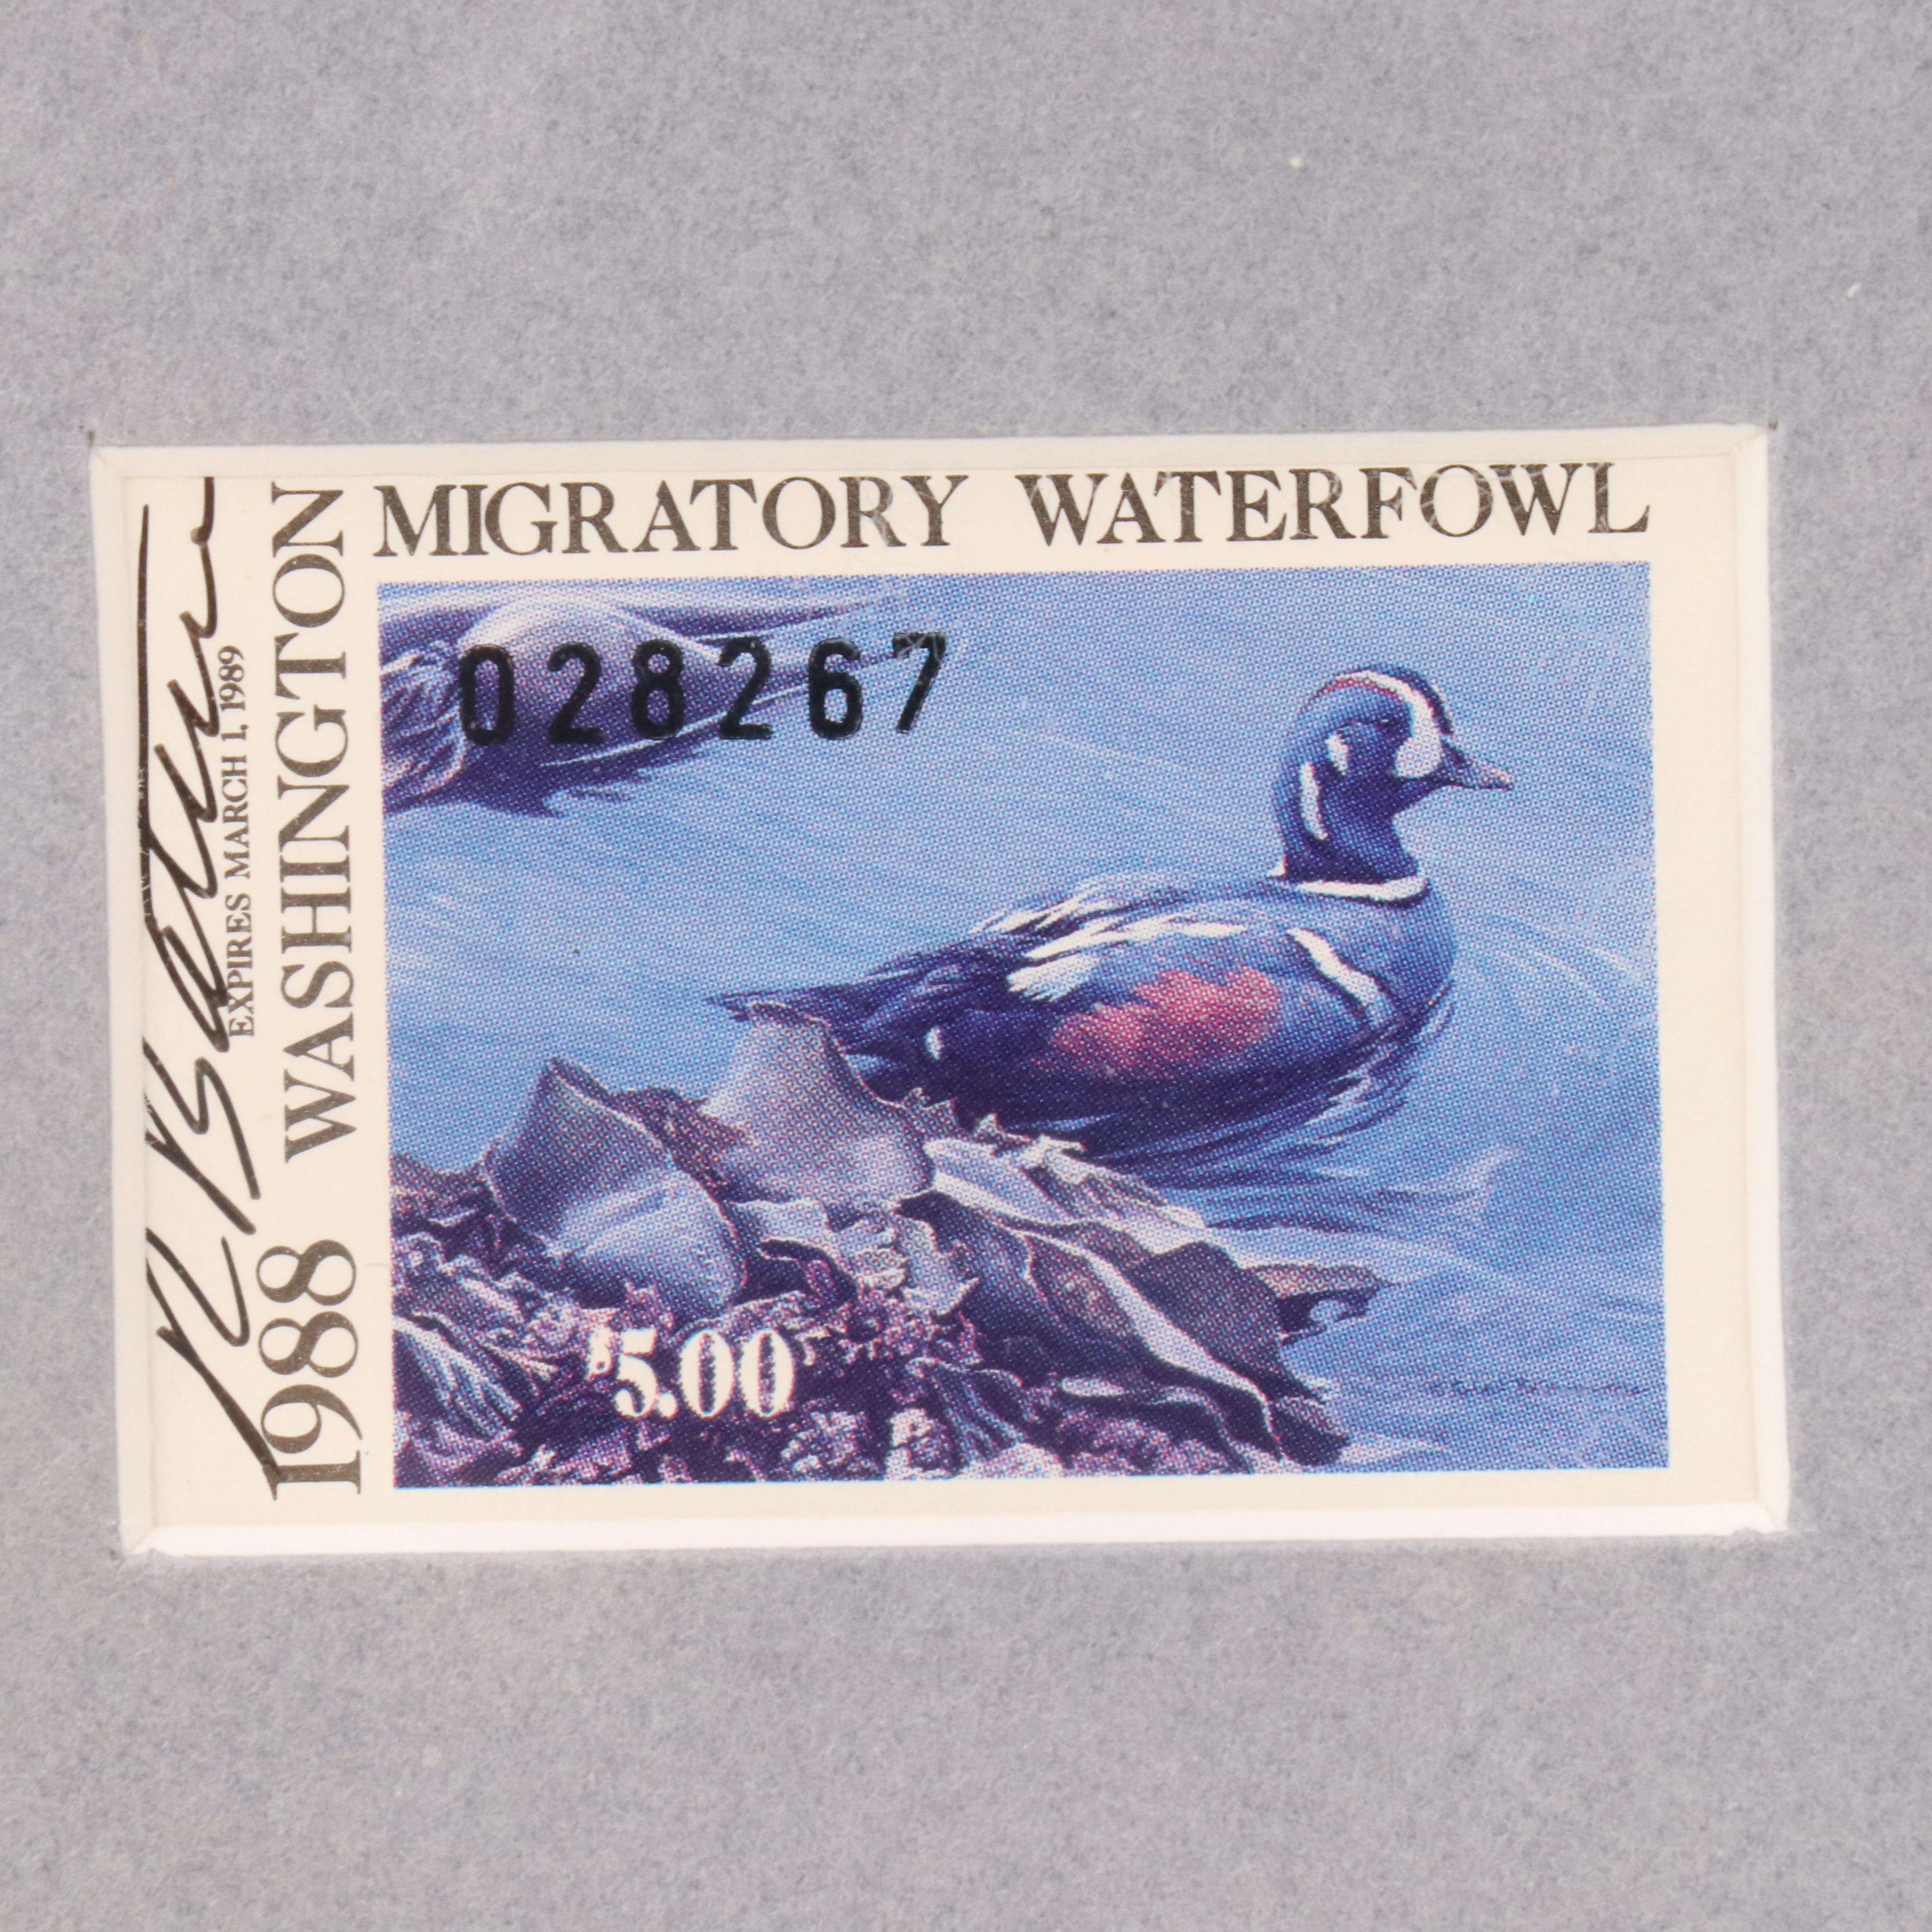 MIGRATORY WATERFOWL
1988 WASHINGTON
EXPIRES MARCH 1, 1989
028267
$5.00